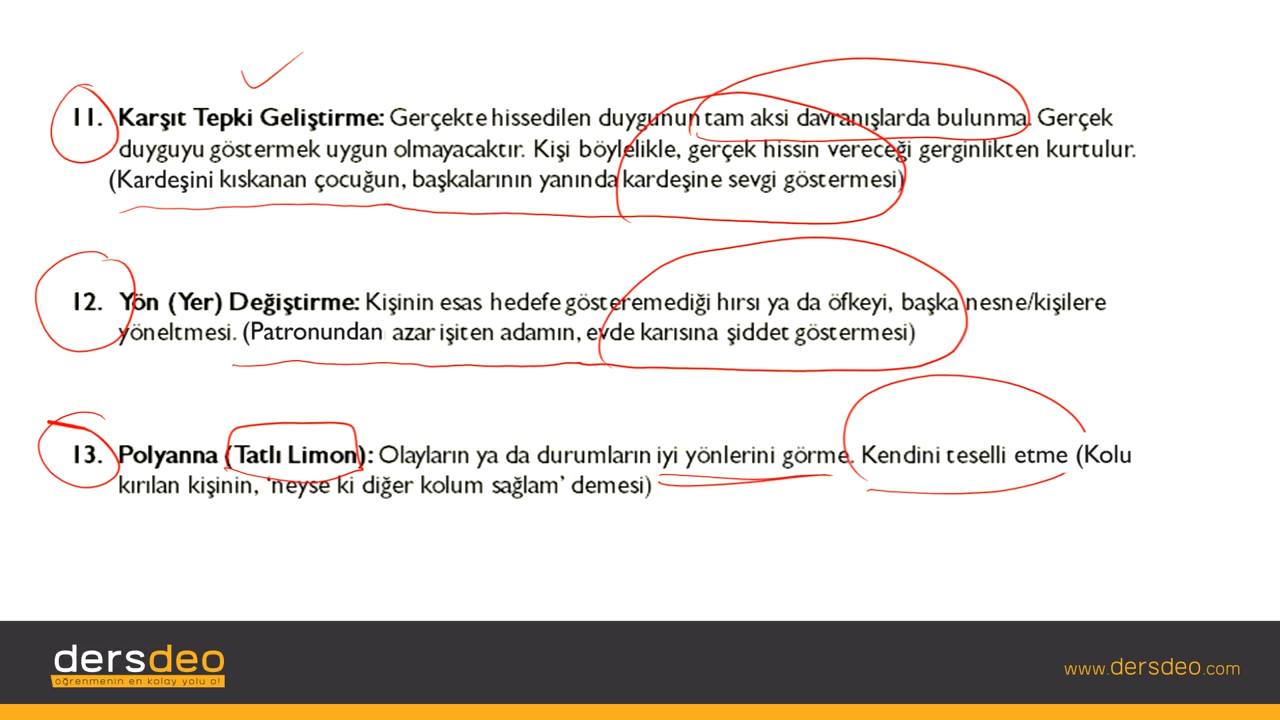 11. Karşıt Tepki Geliştirme: Gerçekte hissedilen duygunun tam aksi davranışlarda bulunma. Gerçek
duyguyu göstermek uygun olmayacaktır. Kişi böylelikle, gerçek hissin vereceği gerginlikten kurtulur.
(Kardeşini kıskanan çocuğun, başkalarının yanında kardeşine sevgi göstermesi)
12. Yön (Yer) Değiştirme: Kişinin esas hedefe gösteremediği hırsı ya da öfkeyi, başka nesne/kişilere
yöneltmesi. (Patronundan azar işiten adamın, evde karısına şiddet göstermesi)
13. Polyanna (Tatlı Limon): Olayların ya da durumların iyi yönlerini görme. Kendini teselli etme (Kolu
kırılan kişinin, 'neyse ki diğer kolum sağlam' demesi)
dersdeo
öğrenmenin en kolay yolu o!
www.dersdeo.com